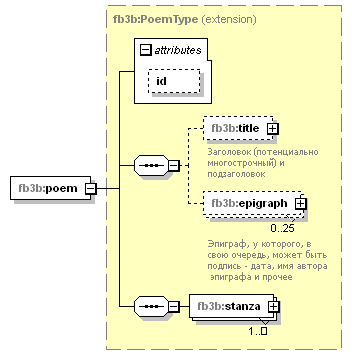 fb3b:PoemType (extension)
attributes
id
fb3b:title
Заголовок (потенциально
многострочный) и
подзаголовок
fb3b:poem
fb3b:epigraph
0..25
Эпиграф, у которого, в
свою очередь, может быть
подпись - дата, имя автора
эпиграфа и прочее
fb3b:stanza
1..